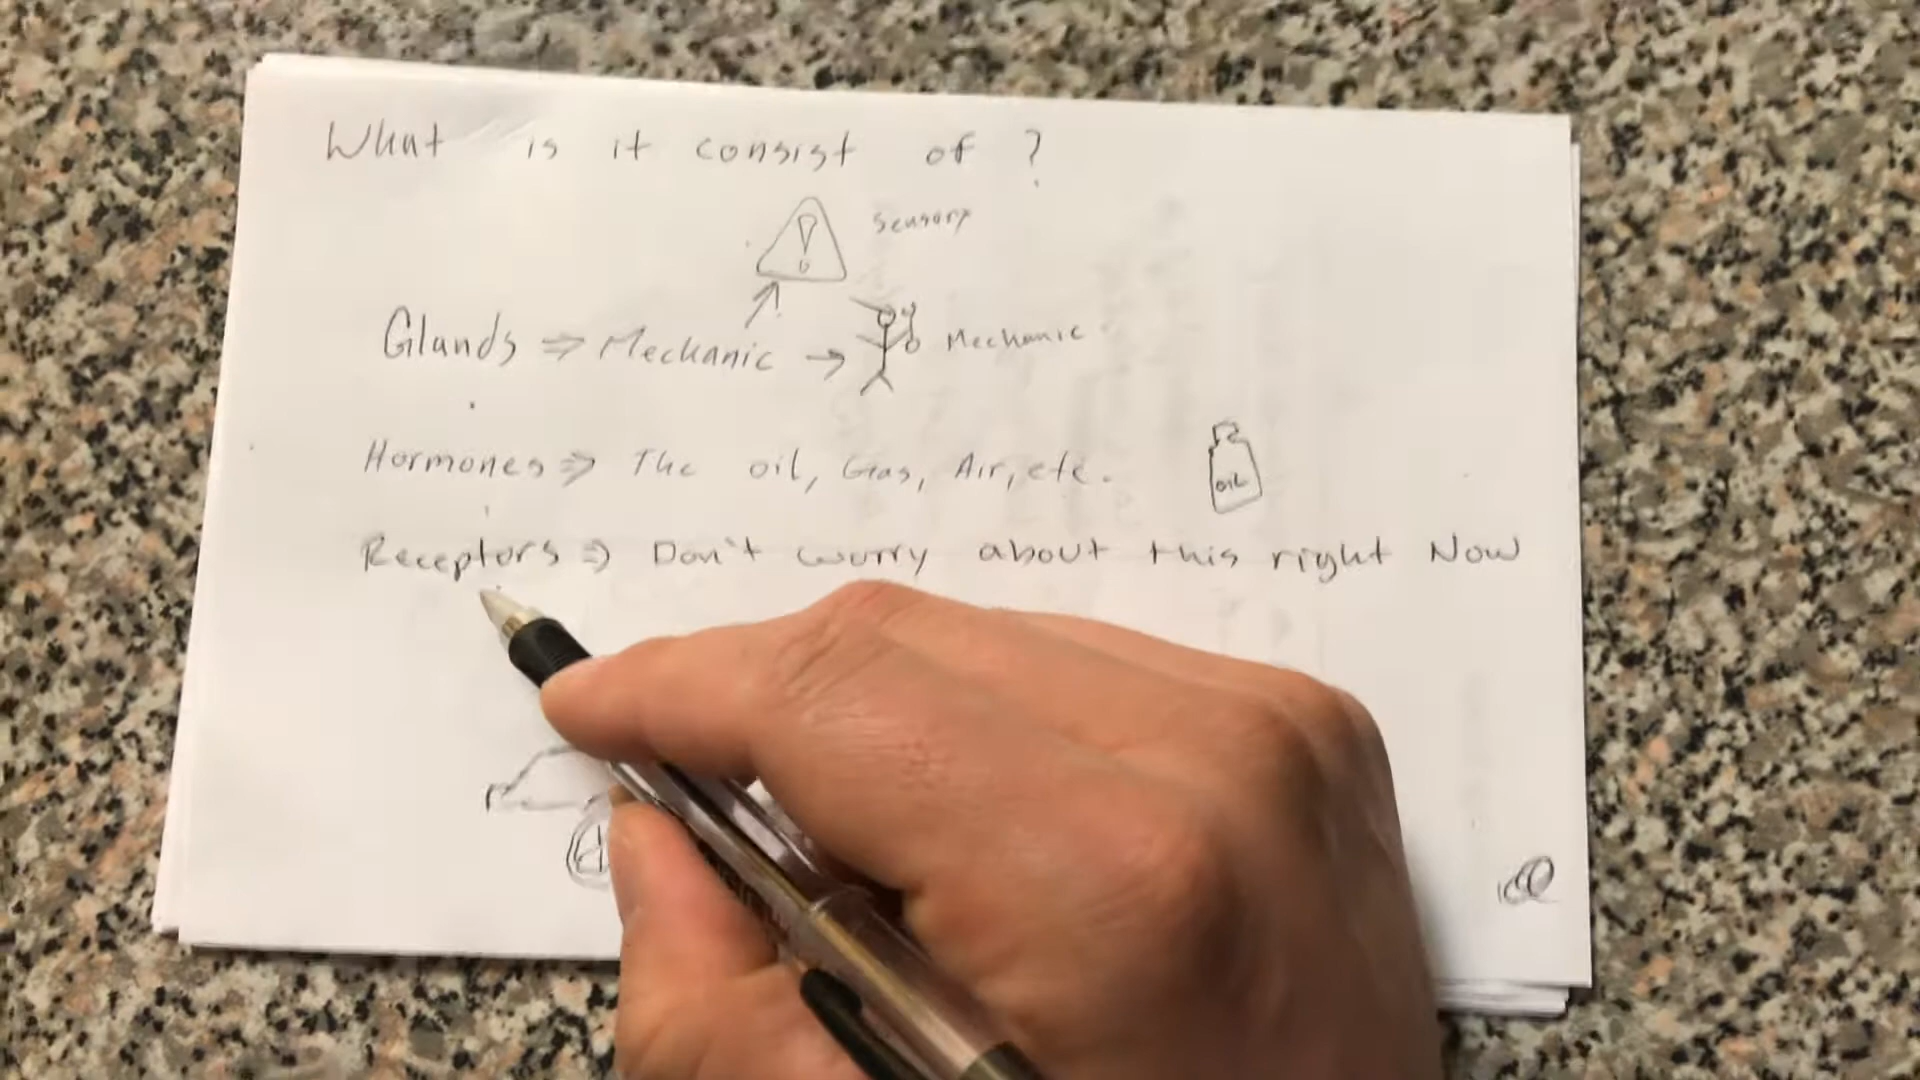 What is it consist of ?
Sensory
Glands ⇒ Mechanic → Mechanic
Hormones ⇒ The oil, Gas, Air, etc.
OIL
Receptors ⇒ Don't worry about this right Now